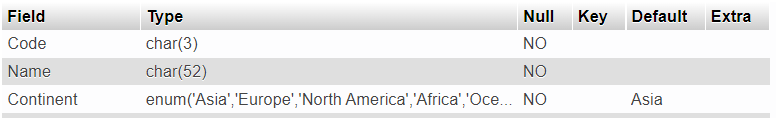 Field Type Null Key Default Extra
Code char(3) NO
Name char(52) NO
Continent enum('Asia','Europe','North America','Africa','Oce... NO Asia